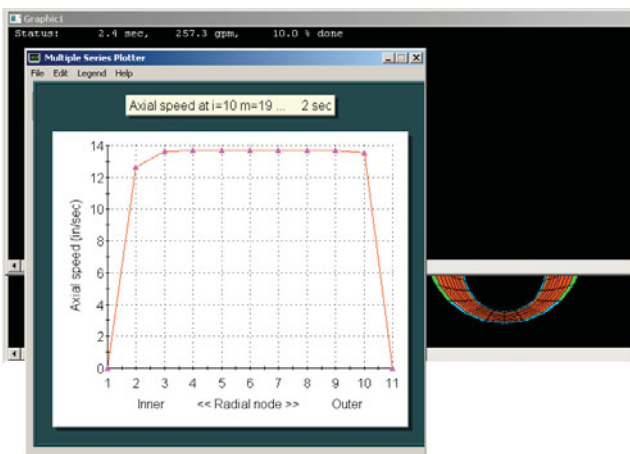 Graphic1
Status: 2.4 sec, 257.3 gpm, 10.0 % done
Multiple Series Plotter
File Edit Legend Help
Axial speed at i=10 m=19 ... 2 sec
Axial speed (in/sec)
14
12
10
8
6
4
2
0
1 2 3 4 5 6 7 8 9 10 11
Inner << Radial node >> Outer